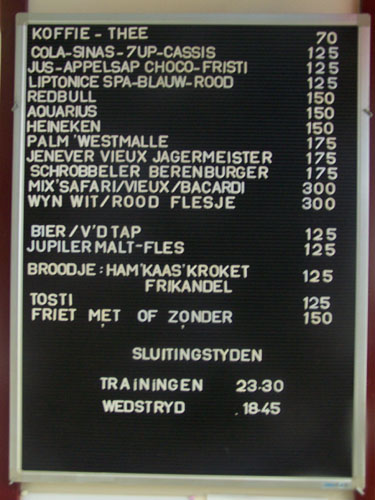 KOFFIE - THEE 70
COLA-SINAS-7UP-CASSIS 125
JUS-APPELSAP CHOCO-FRISTI 125
LIPTONICE SPA-BLAUW-ROOD 125
REDBULL 150
AQUARIUS 150
HEINEKEN 150
PALM 'WESTMALLE 175
JENEVER VIEUX JAGERMEISTER 175
SCHROBBELER BERENBURGER 175
MIX'SAFARI/VIEUX/BACARDI 300
WYN WIT/ROOD FLESJE 300
BIER/V'D TAP 125
JUPILER MALT-FLES 125
BROODJE: HAM'KAAS'KROKET 125
FRIKANDEL
TOSTI 125
FRIET MET OF ZONDER 150
SLUITINGSTYDEN
TRAiNiNGEN 23-30
WEDSTRYD 18-45